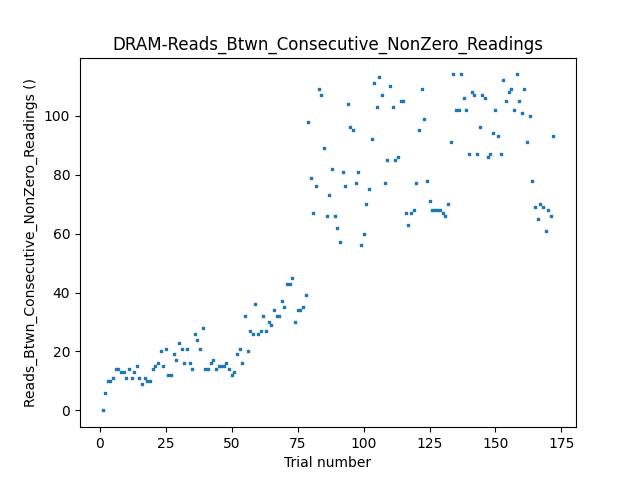 DRAM-Reads_Btwn_Consecutive_NonZero_Readings
Reads_Btwn_Consecutive_NonZero_Readings ()
100
80
60
40
20
0
0 25 50 75 100 125 150 175
Trial number